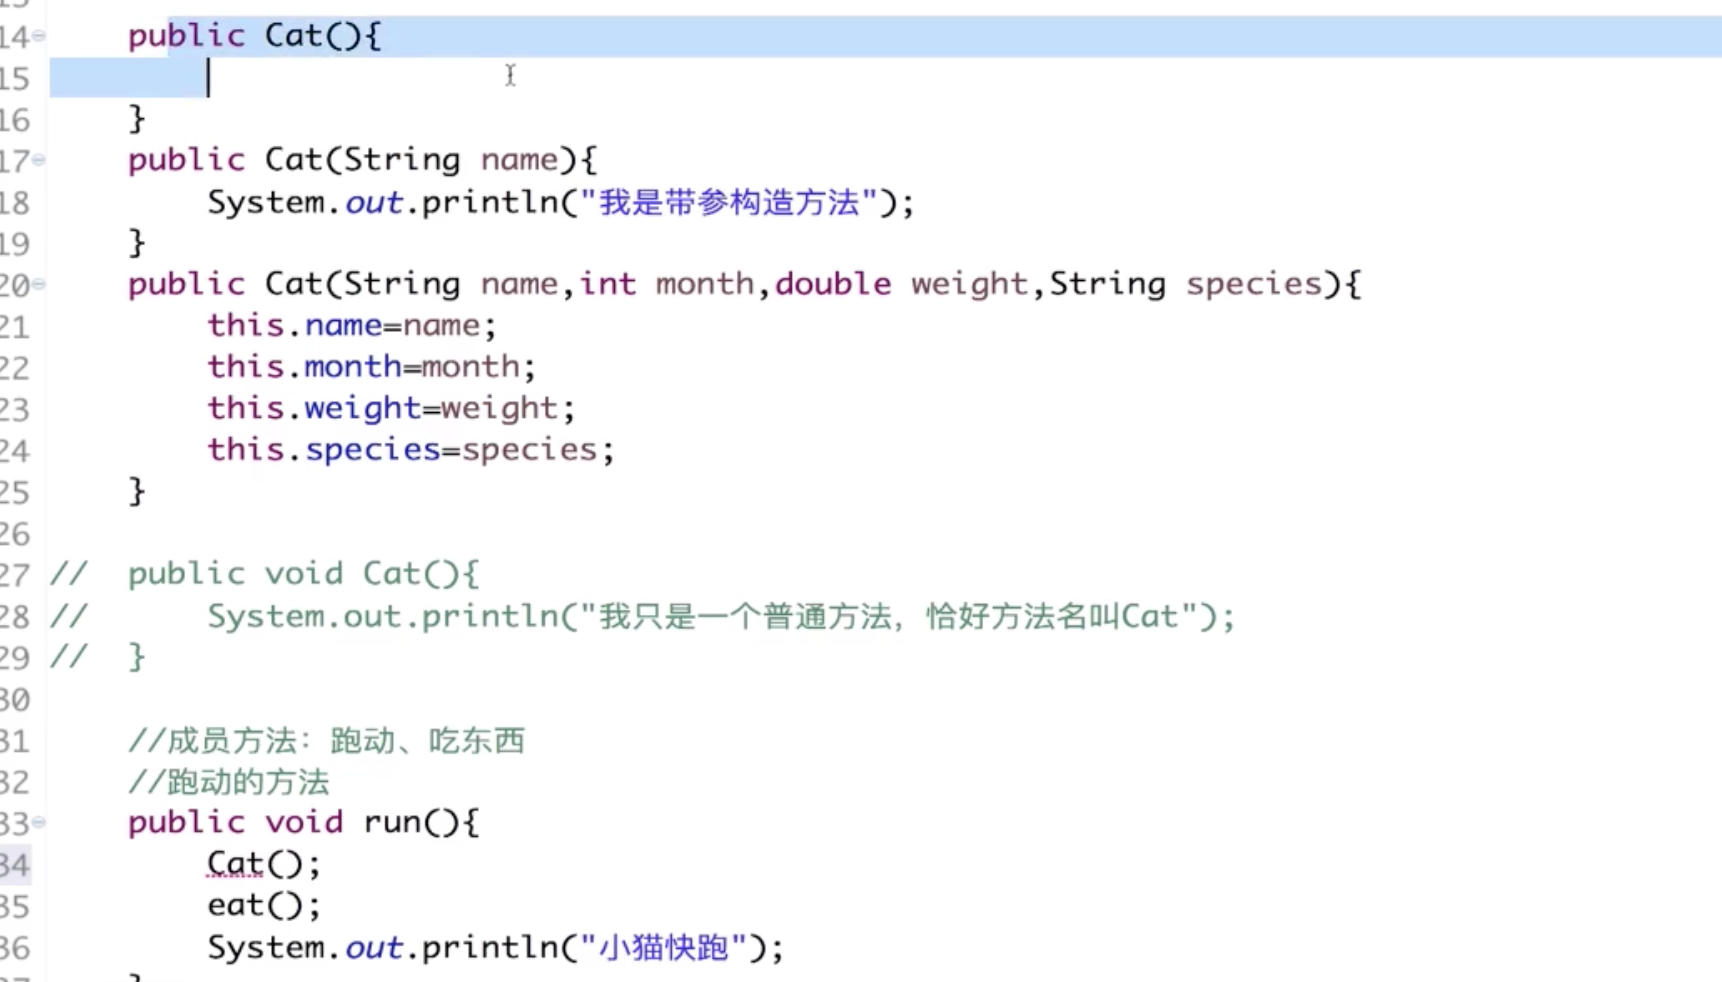 14 public Cat(){
15
16 }
17 public Cat(String name){
18 System.out.println("我是带参构造方法");
19 }
20 public Cat(String name,int month,double weight,String species){
21 this.name=name;
22 this.month=month;
23 this.weight=weight;
24 this.species=species;
25 }
26
27 // public void Cat(){
28 // System.out.println("我只是一个普通方法，恰好方法名叫Cat");
29 // }
30
31 //成员方法：跑动、吃东西
32 //跑动的方法
33 public void run(){
34 Cat();
35 eat();
36 System.out.println("小猫快跑");